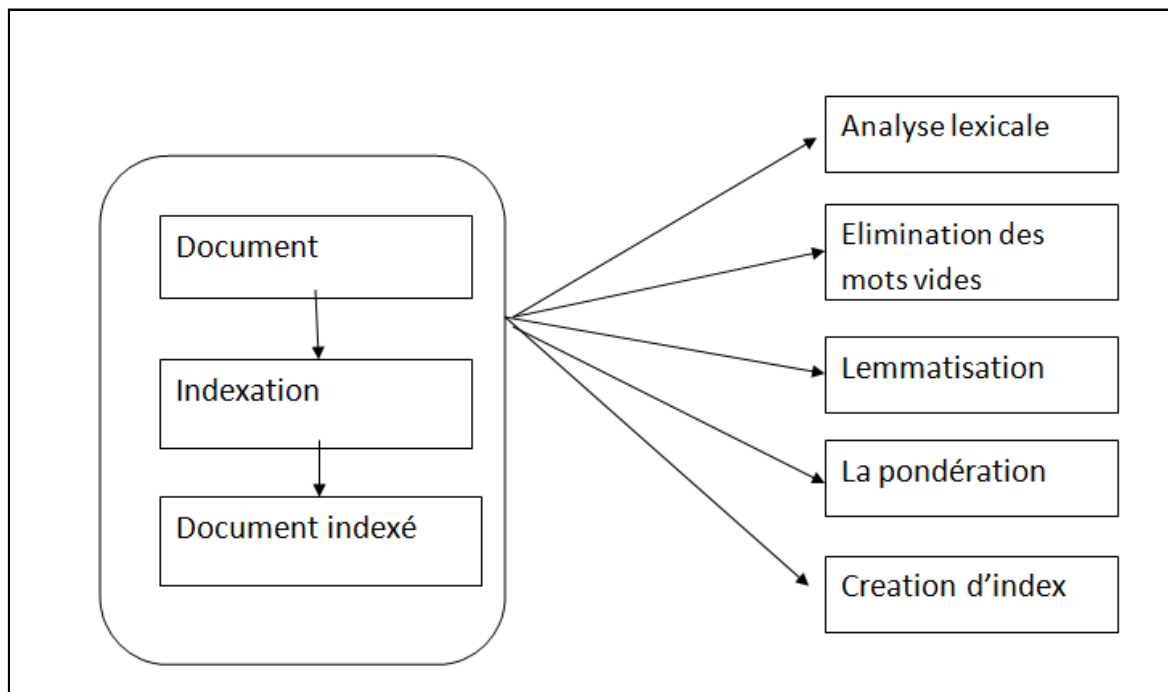 Document
Indexation
Document indexé
Analyse lexicale
Elimination des
mots vides
Lemmatisation
La pondération
Creation d’index